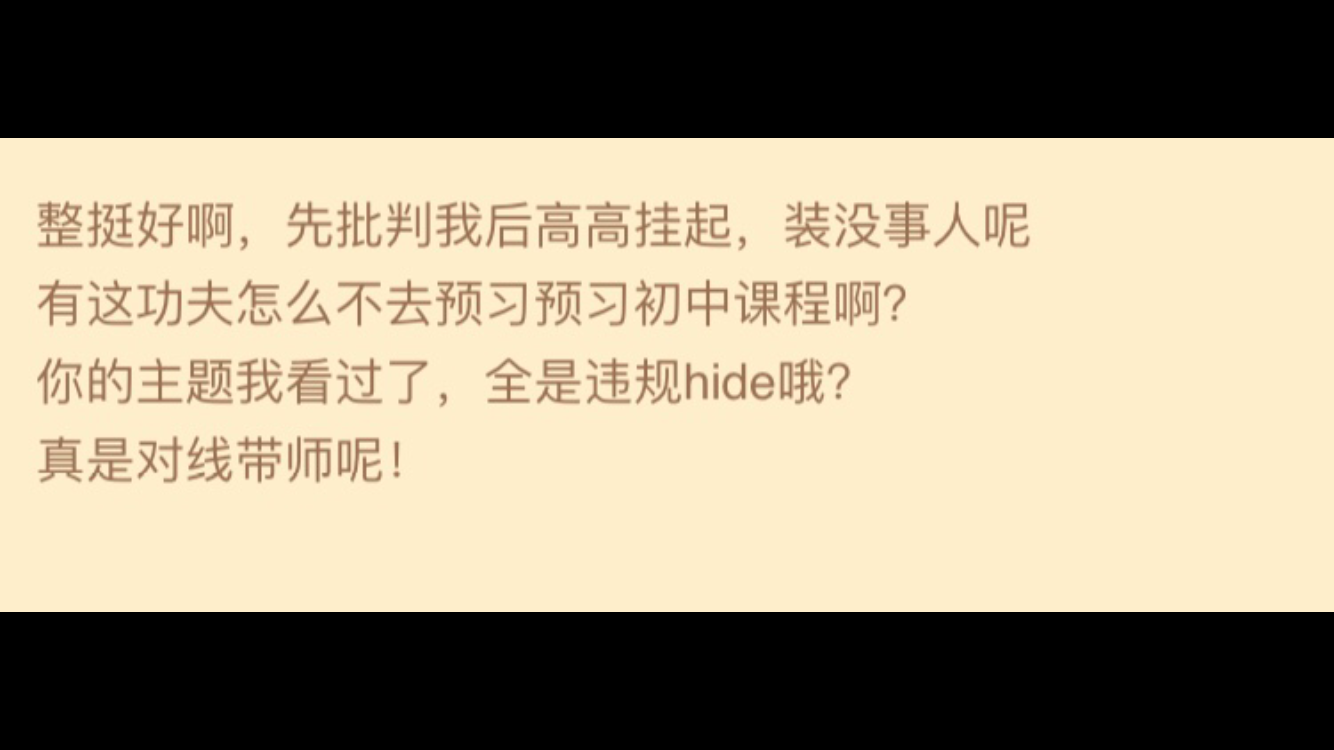 整挺好啊，先批判我后高高挂起，装没事人呢
有这功夫怎么不去预习预习初中课程啊？
你的主题我看过了，全是违规hide哦？
真是对线带师呢！